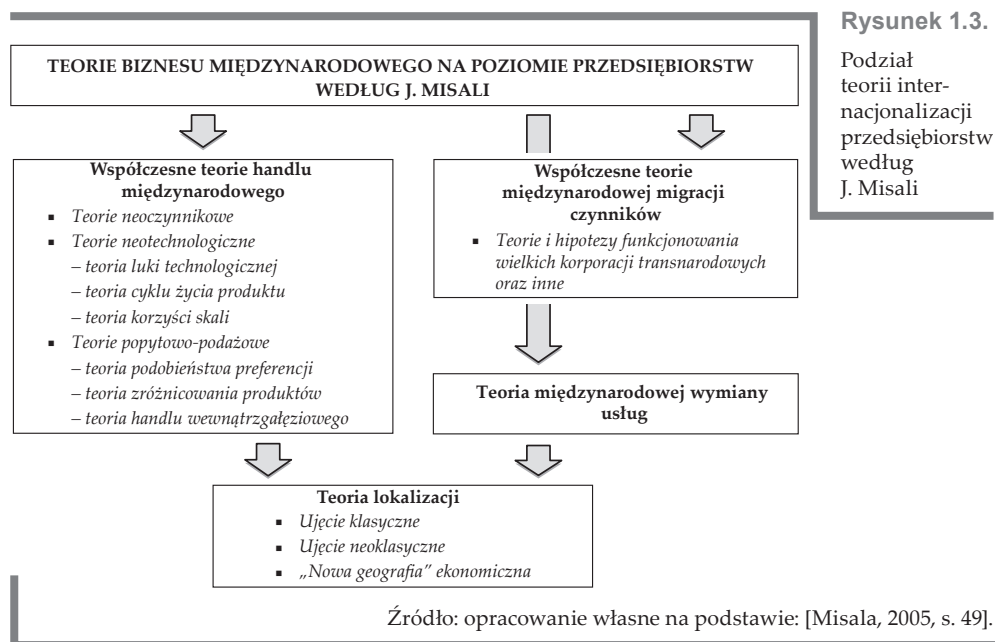 Rysunek 1.3.
Podział
teorii inter-
nacjonalizacji
przedsiębiorstw
według
J. Misali
TEORIE BIZNESU MIĘDZYNARODOWEGO NA POZIOMIE PRZEDSIĘBIORSTW
WEDŁUG J. MISALI
Współczesne teorie handlu
międzynarodowego
▪ Teorie neoczynnikowe
▪ Teorie neotechnologiczne
– teoria luki technologicznej
– teoria cyklu życia produktu
– teoria korzyści skali
▪ Teorie popytowo-podażowe
– teoria podobieństwa preferencji
– teoria zróżnicowania produktów
– teoria handlu wewnątrzgałęziowego
Współczesne teorie
międzynarodowej migracji
czynników
▪ Teorie i hipotezy funkcjonowania
wielkich korporacji transnarodowych
oraz inne
Teoria międzynarodowej wymiany
usług
Teoria lokalizacji
▪ Ujęcie klasyczne
▪ Ujęcie neoklasyczne
▪ „Nowa geografia” ekonomiczna
Źródło: opracowanie własne na podstawie: [Misala, 2005, s. 49].